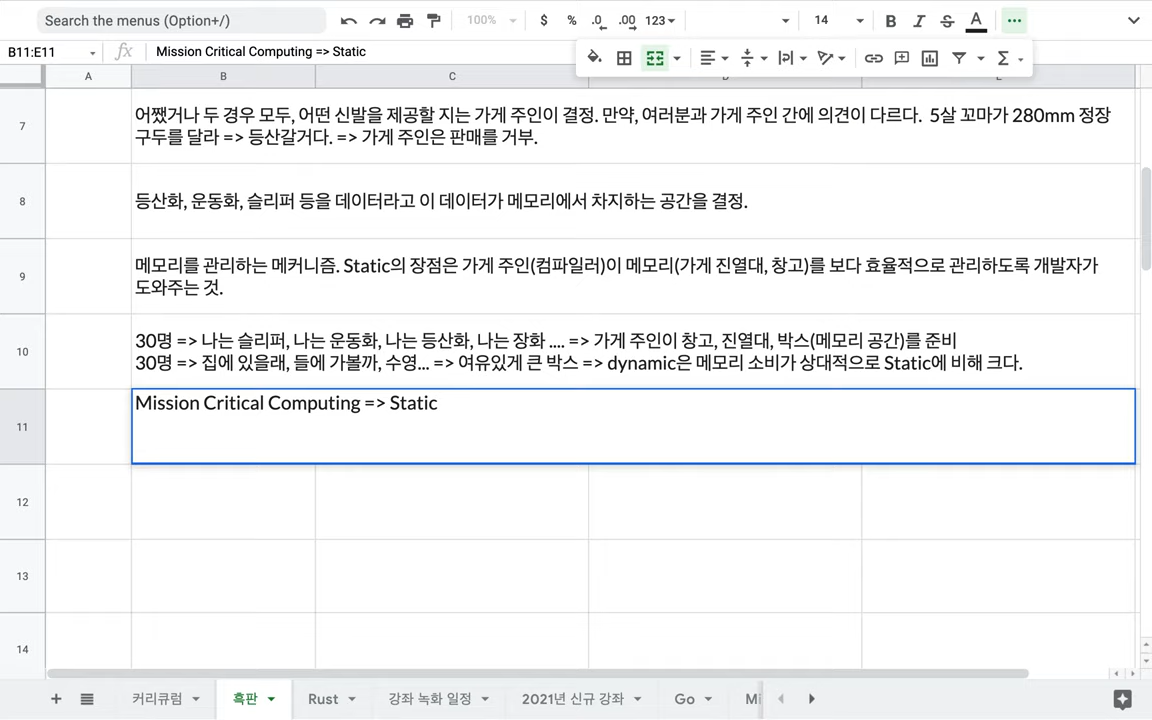 Search the menus (Option+/)
100%
$
%
.0
.00
123
14
B
I
S
A
B11:E11
fx
Mission Critical Computing => Static
A
B
C
7
어쨌거나 두 경우 모두, 어떤 신발을 제공할 지는 가게 주인이 결정. 만약, 여러분과 가게 주인 간에 의견이 다르다. 5살 꼬마가 280mm 정장
구두를 달라 => 등산갈거다. => 가게 주인은 판매를 거부.
8
등산화, 운동화, 슬리퍼 등을 데이터라고 이 데이터가 메모리에서 차지하는 공간을 결정.
9
메모리를 관리하는 메커니즘. Static의 장점은 가게 주인(컴파일러)이 메모리(가게 진열대, 창고)를 보다 효율적으로 관리하도록 개발자가
도와주는 것.
10
30명 => 나는 슬리퍼, 나는 운동화, 나는 등산화, 나는 장화 .... => 가게 주인이 창고, 진열대, 박스(메모리 공간)를 준비
30명 => 집에 있을래, 들에 가볼까, 수영... => 여유있게 큰 박스 => dynamic은 메모리 소비가 상대적으로 Static에 비해 크다.
11
Mission Critical Computing => Static
12
13
14
커리큐럼
흑판
Rust
강좌 녹화 일정
2021년 신규 강좌
Go
Mi